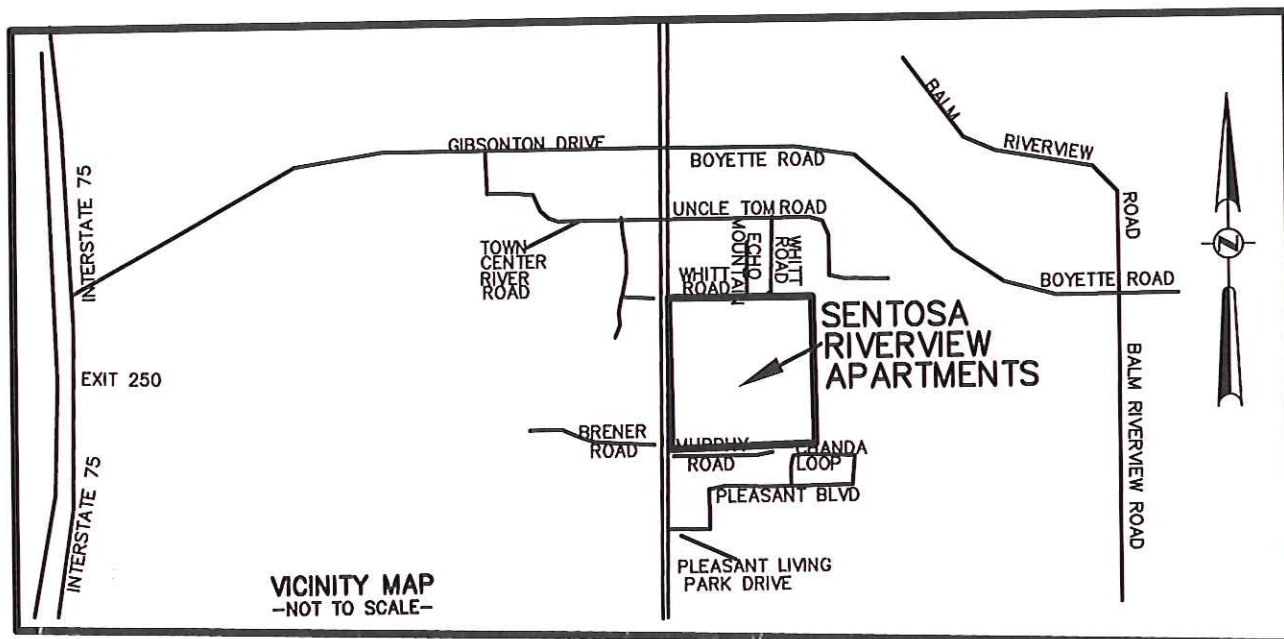 BALM
RIVERVIEW
ROAD
GIBSONTON DRIVE
BOYETTE ROAD
INTERSTATE 75
UNCLE TOM ROAD
TOWN
CENTER
RIVER
ROAD
ECHO
MOUNTAIN
WHITT
ROAD
WHITT
ROAD
BOYETTE ROAD
N
SENTOSA
RIVERVIEW
APARTMENTS
EXIT 250
BALM RIVERVIEW ROAD
BRENER
ROAD
MURPHY
ROAD
CHANDA
LOOP
INTERSTATE 75
PLEASANT BLVD
PLEASANT LIVING
PARK DRIVE
VICINITY MAP
-NOT TO SCALE-